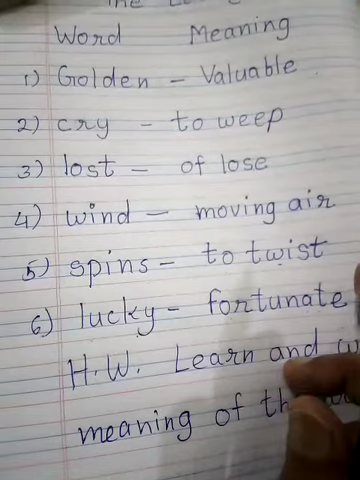 Word Meaning
1) Golden - Valuable
2) cry - to weep
3) lost - of lose
4) wind - moving air
5) spins - to twist
6) lucky - fortunate
H.W. Learn and
meaning of